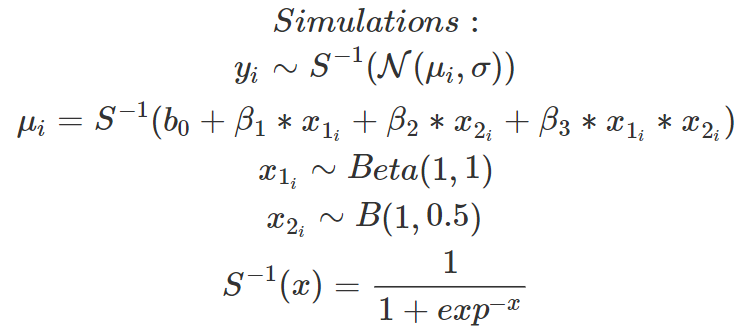 Simulations :
y_i ∼ S^{-1}(𝒩(μ_i, σ))
μ_i = S^{-1}(b_0 + β_1 * x_{1_i} + β_2 * x_{2_i} + β_3 * x_{1_i} * x_{2_i})
x_{1_i} ∼ Beta(1, 1)
x_{2_i} ∼ B(1, 0.5)
S^{-1}(x) = \frac{1}{1 + exp^{-x}}